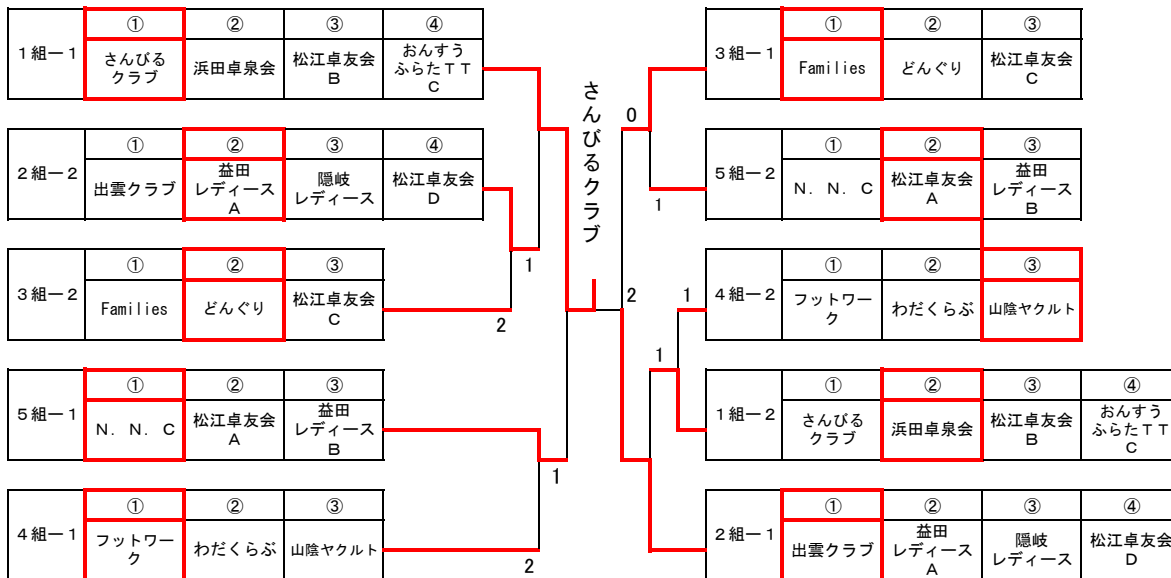 ① ② ③ ④
1組ー1 さんびる クラブ 浜田卓泉会 松江卓友会 B おんすう ふらたTT C
① ② ③ ④
2組ー2 出雲クラブ 益田 レディース A 隠岐 レディース 松江卓友会 D
① ② ③
3組ー2 Families どんぐり 松江卓友会 C
① ② ③
5組ー1 N. N. C 松江卓友会 A 益田 レディース B
① ② ③
4組ー1 フットワー ク わだくらぶ 山陰ヤクルト
1
2
1
2
さんびるクラブ
0
1
2
1
1
① ② ③
3組ー1 Families どんぐり 松江卓友会 C
① ② ③
5組ー2 N. N. C 松江卓友会 A 益田 レディース B
① ② ③
4組ー2 フットワー ク わだくらぶ 山陰ヤクルト
① ② ③ ④
1組ー2 さんびる クラブ 浜田卓泉会 松江卓友会 B おんすう ふらたTT C
① ② ③ ④
2組ー1 出雲クラブ 益田 レディース A 隠岐 レディース 松江卓友会 D